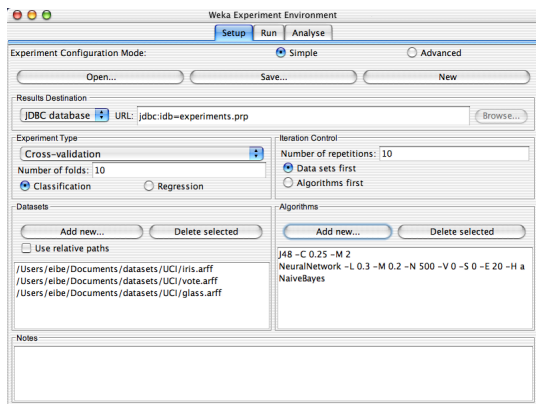 Weka Experiment Environment
Setup Run Analyse
Experiment Configuration Mode: Simple Advanced
Open... Save... New
Results Destination
JDBC database URL: jdbc:idb=experiments.prp Browse...
Experiment Type
Cross-validation
Number of folds: 10
Classification Regression
Iteration Control
Number of repetitions: 10
Data sets first
Algorithms first
Datasets
Add new... Delete selected
Use relative paths
/Users/eibe/Documents/datasets/UCI/iris.arff
/Users/eibe/Documents/datasets/UCI/vote.arff
/Users/eibe/Documents/datasets/UCI/glass.arff
Algorithms
Add new... Delete selected
J48 -C 0.25 -M 2
NeuralNetwork -L 0.3 -M 0.2 -N 500 -V 0 -S 0 -E 20 -H a
NaiveBayes
Notes